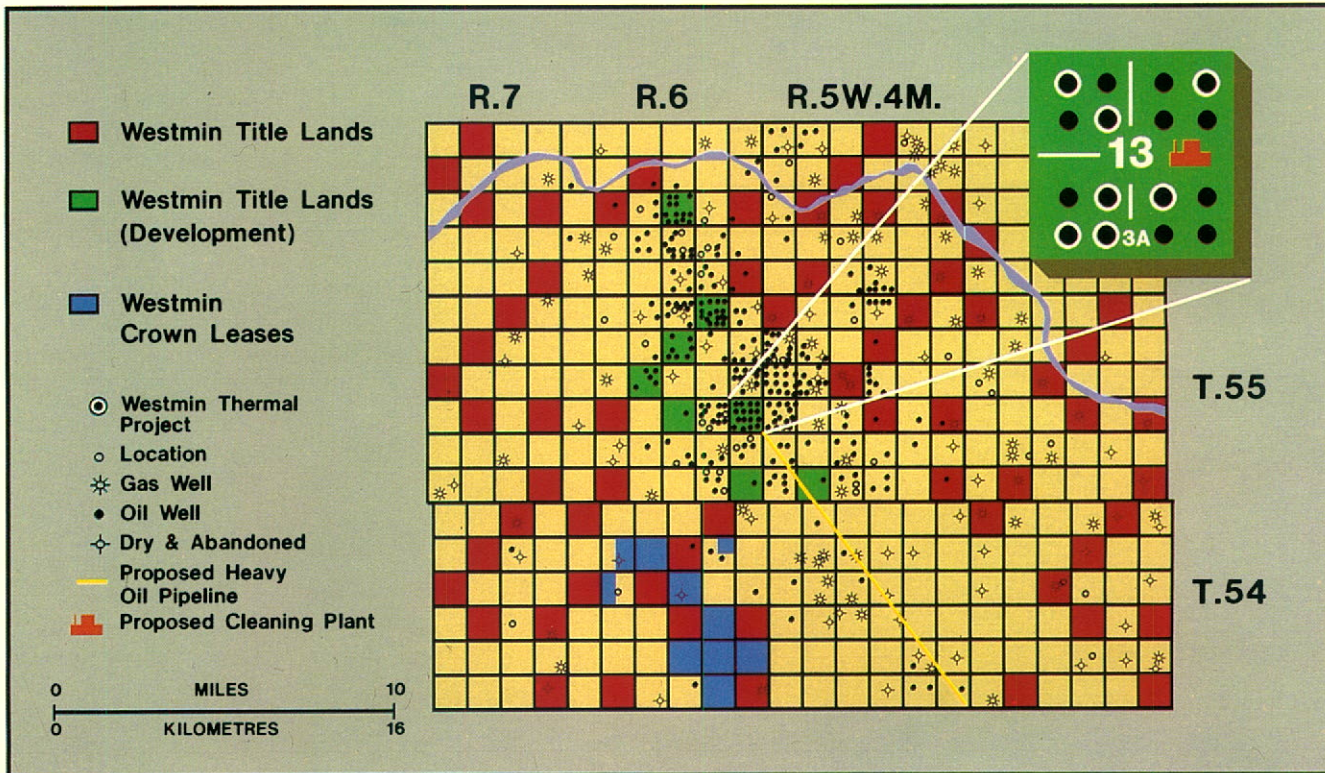 R.7 R.6 R.5W.4M.
Westmin Title Lands
Westmin Title Lands
(Development)
Westmin
Crown Leases
Westmin Thermal
Project
Location
Gas Well
Oil Well
Dry & Abandoned
Proposed Heavy
Oil Pipeline
Proposed Cleaning Plant
0 MILES 10
0 KILOMETRES 16
13
3A
T.55
T.54